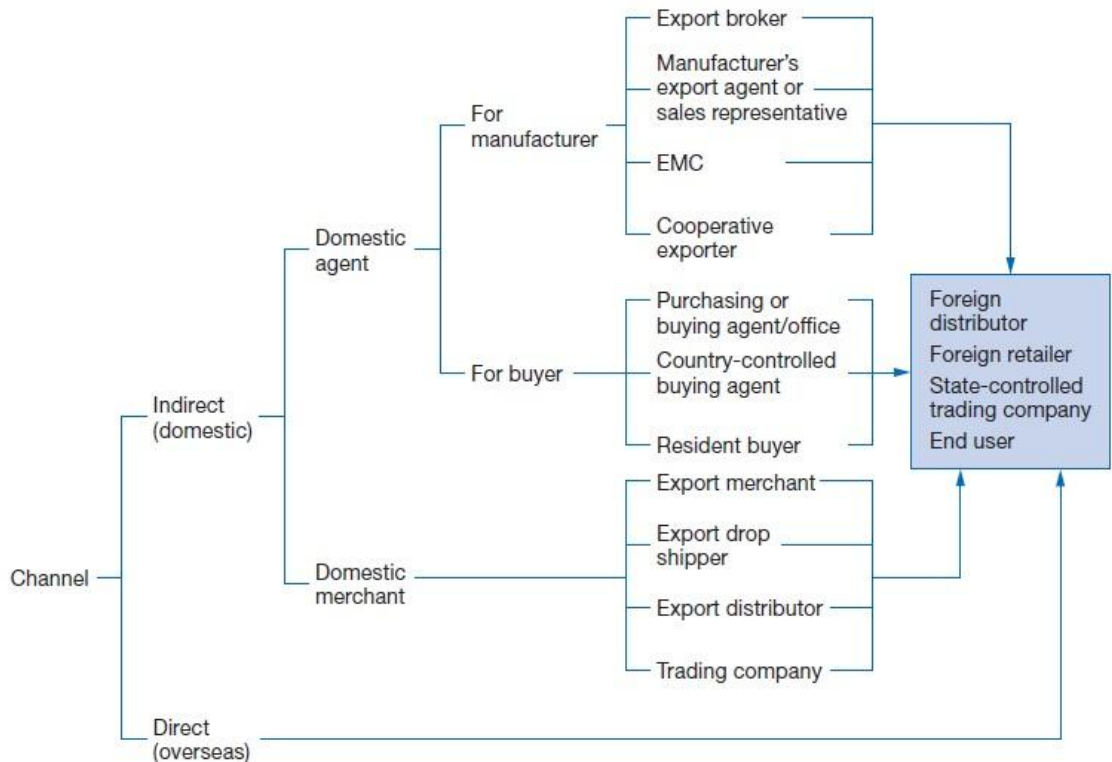 Export broker
Manufacturer's
export agent or
sales representative
For
manufacturer
EMC
Cooperative
exporter
Domestic
agent
Purchasing or
buying agent/office
For buyer
Country-controlled
buying agent
Resident buyer
Indirect
(domestic)
Export merchant
Export drop
shipper
Domestic
merchant
Export distributor
Trading company
Channel
Direct
(overseas)
Foreign
distributor
Foreign retailer
State-controlled
trading company
End user